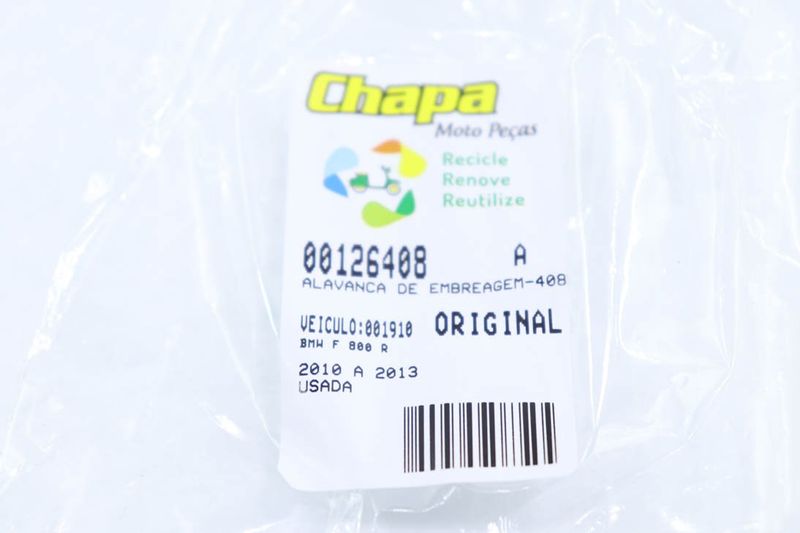 Chapa
Moto Peças
Recicle
Renove
Reutilize
00126408 A
ALAVANCA DE EMBREAGEM-408
VEICULO:001910 ORIGINAL
BMW F 800 R
2010 A 2013
USADA